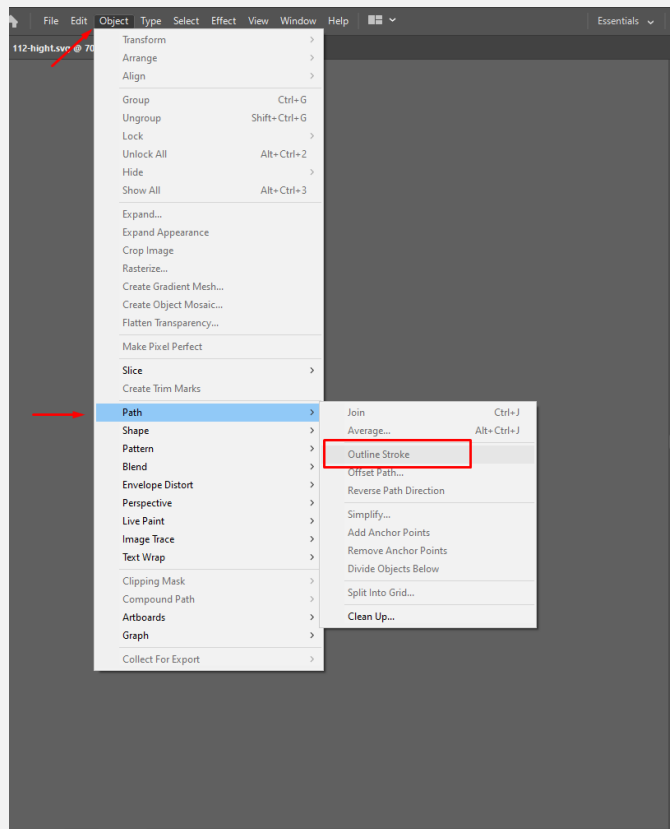 File Edit Object Type Select Effect View Window Help Essentials
112-hight.svg @ 70
Transform
Arrange
Align
Group Ctrl+G
Ungroup Shift+Ctrl+G
Lock
Unlock All Alt+Ctrl+2
Hide
Show All Alt+Ctrl+3
Expand...
Expand Appearance
Crop Image
Rasterize...
Create Gradient Mesh...
Create Object Mosaic...
Flatten Transparency...
Make Pixel Perfect
Slice
Create Trim Marks
Path
Shape
Pattern
Blend
Envelope Distort
Perspective
Live Paint
Image Trace
Text Wrap
Clipping Mask
Compound Path
Artboards
Graph
Collect For Export
Join Ctrl+J
Average... Alt+Ctrl+J
Outline Stroke
Offset Path...
Reverse Path Direction
Simplify...
Add Anchor Points
Remove Anchor Points
Divide Objects Below
Split Into Grid...
Clean Up...